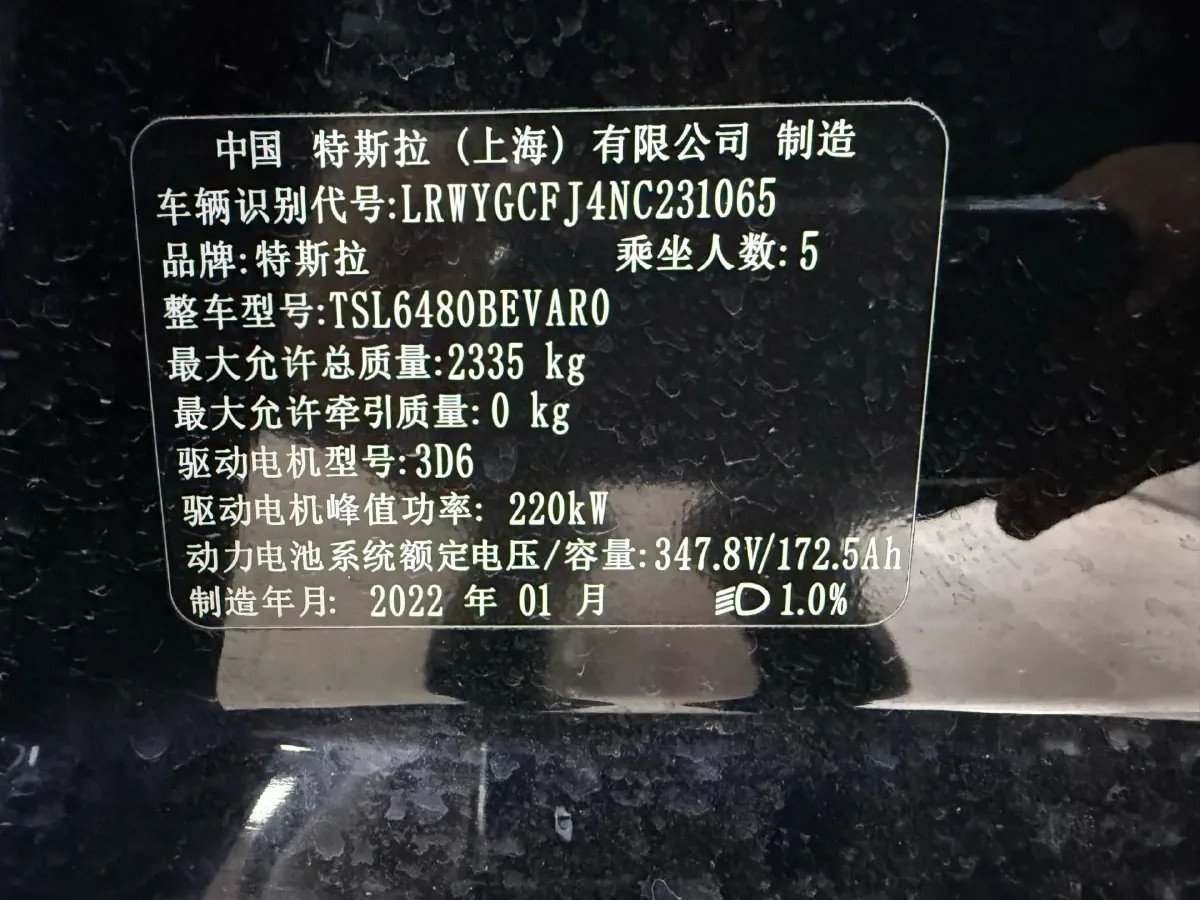 中国 特斯拉（上海）有限公司 制造
车辆识别代号:LRWYGCFJ4NC231065
品牌:特斯拉 乘坐人数:5
整车型号:TSL6480BEVAR0
最大允许总质量:2335 kg
最大允许牵引质量:0 kg
驱动电机型号:3D6
驱动电机峰值功率: 220kW
动力电池系统额定电压/容量:347.8V/172.5Ah
制造年月: 2022 年 01 月 1.0%